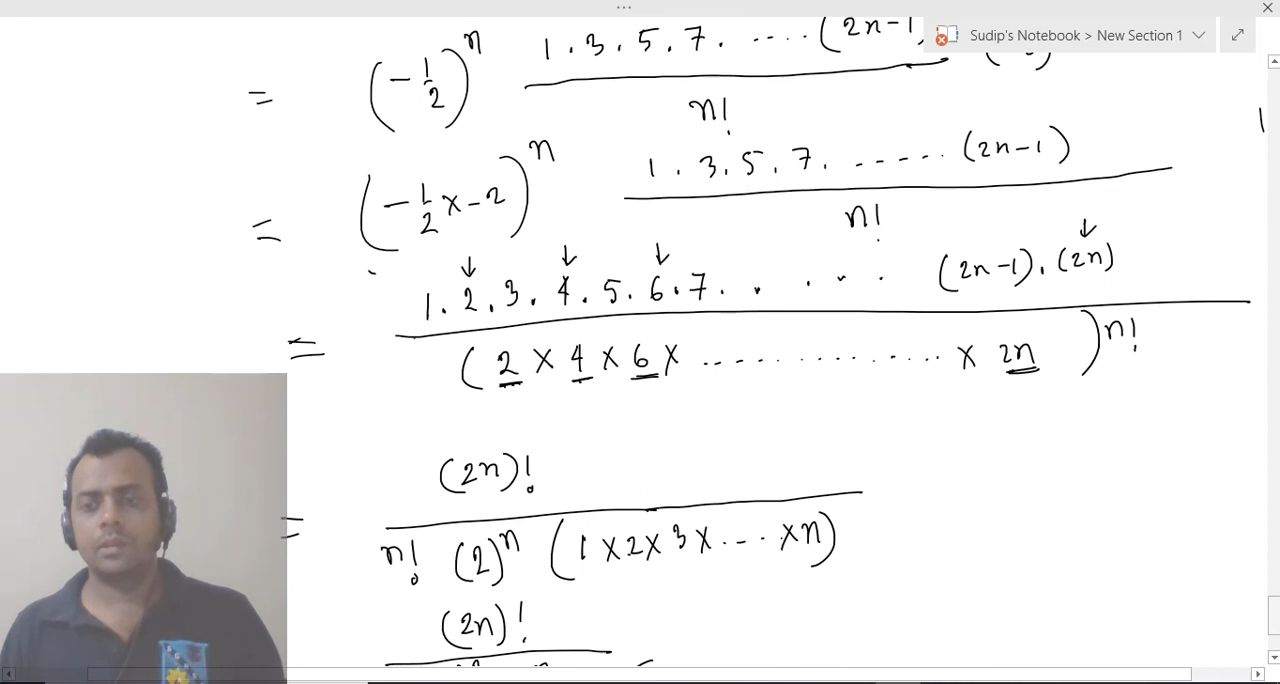 Sudip's Notebook > New Section 1
= (-1/2)^n 1 . 3 . 5 . 7 . .... (2n-1) / n!
= (-1/2 x -2)^n 1 . 3 . 5 . 7 . ..... (2n-1) / n!
= 1 . 2 . 3 . 4 . 5 . 6 . 7 . . . . . (2n-1) . (2n) / (2 x 4 x 6 x ............... x 2n) n!
= (2n)! / n! (2)^n (1 x 2 x 3 x ... x n)
(2n)!